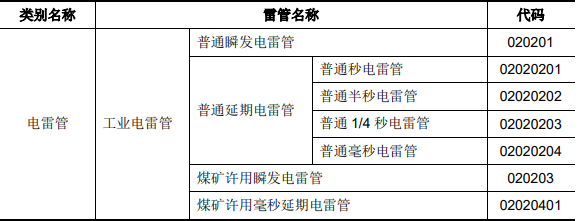 类别名称 雷管名称 代码
普通瞬发电雷管 020201
普通秒电雷管 02020201
普通半秒电雷管 02020202
电雷管 工业电雷管 普通延期电雷管 普通 1/4 秒电雷管 02020203
普通毫秒电雷管 02020204
煤矿许用瞬发电雷管 020203
煤矿许用毫秒延期电雷管 02020401